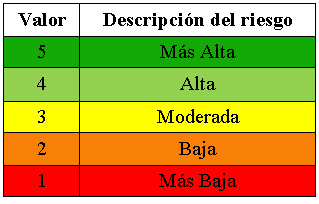 Valor Descripción del riesgo
5 Más Alta
4 Alta
3 Moderada
2 Baja
1 Más Baja